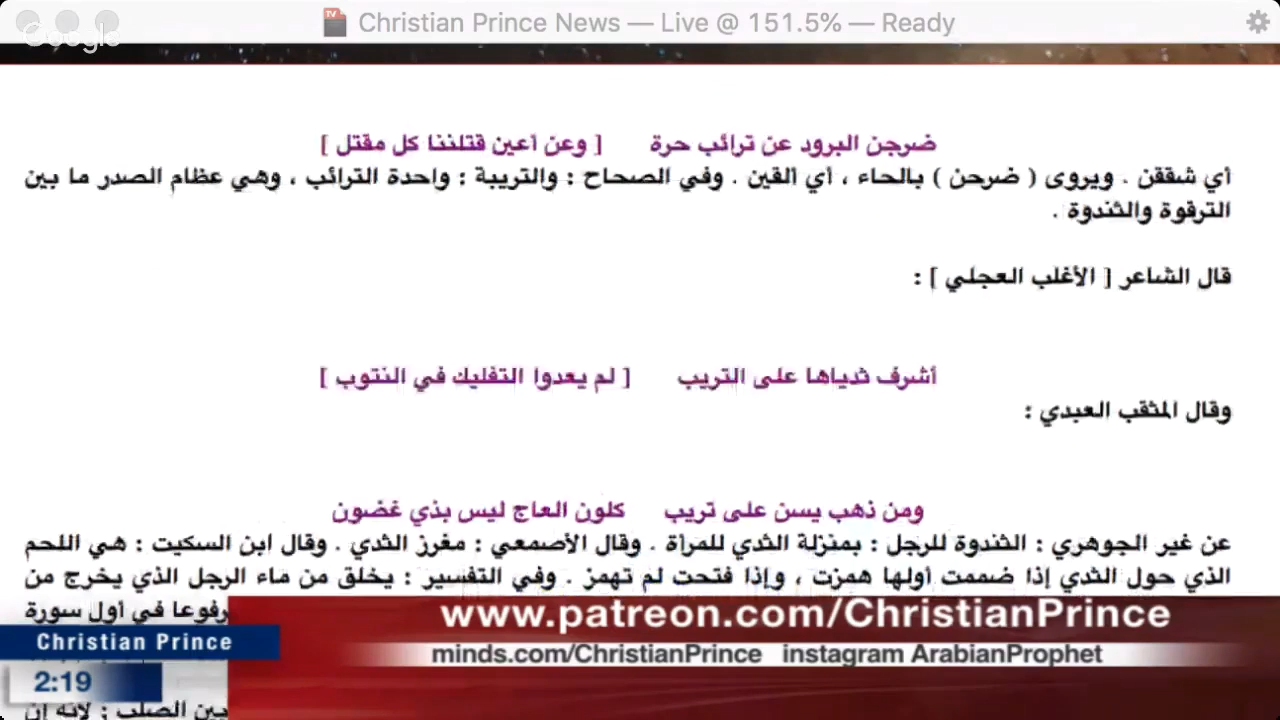 Christian Prince News — Live @ 151.5% — Ready
Google
ضرجن البرود عن ترائب حرة [ وعن أعين قتلننا كل مقتل ]
أي شققن . ويروى ( ضرحن ) بالحاء ، أي ألقين . وفي الصحاح : والتريبة : واحدة الترائب ، وهي عظام الصدر ما بين
الترقوة والثندوة .
قال الشاعر [ الأغلب العجلي ] :
أشرف ثدياها على التريب [ لم يعدوا التفليك في النتوب ]
وقال المثقب العبدي :
ومن ذهب يسن على تريب كلون العاج ليس بذي غضون
عن غير الجوهري : الثندوة للرجل : بمنزلة الثدي للمرأة . وقال الأصمعي : مغرز الثدي . وقال ابن السكيت : هي اللحم
الذي حول الثدي إذا ضممت أولها همزت ، وإذا فتحت لم تهمز . وفي التفسير : يخلق من ماء الرجل الذي يخرج من
رفوعا في أول سورة
www.patreon.com/ChristianPrince
Christian Prince
minds.com/ChristianPrince instagram ArabianProphet
2:19
بين الصلب : لأنه إن